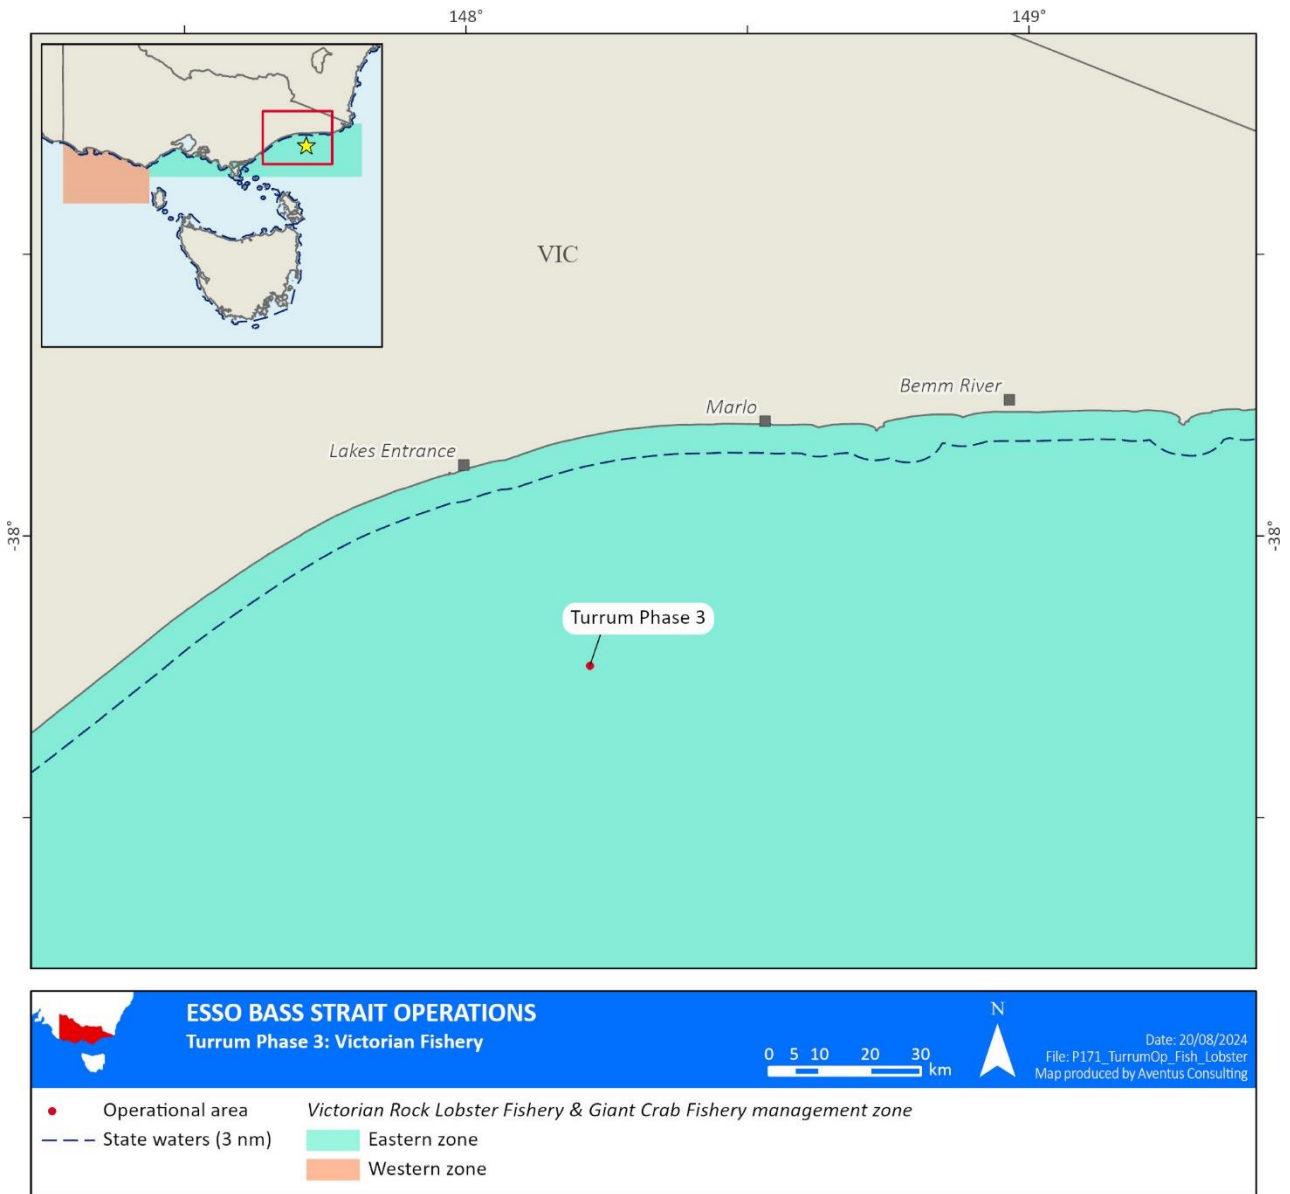 148°
149°
VIC
Bemm River
Marlo
Lakes Entrance
-38°
-38°
Turrum Phase 3
ESSO BASS STRAIT OPERATIONS
Turrum Phase 3: Victorian Fishery
0 5 10 20 30
km
N
Date: 20/08/2024
File: P171_TurrumOp_Fish_Lobster
Map produced by Aventus Consulting
Operational area
Victorian Rock Lobster Fishery & Giant Crab Fishery management zone
State waters (3 nm)
Eastern zone
Western zone